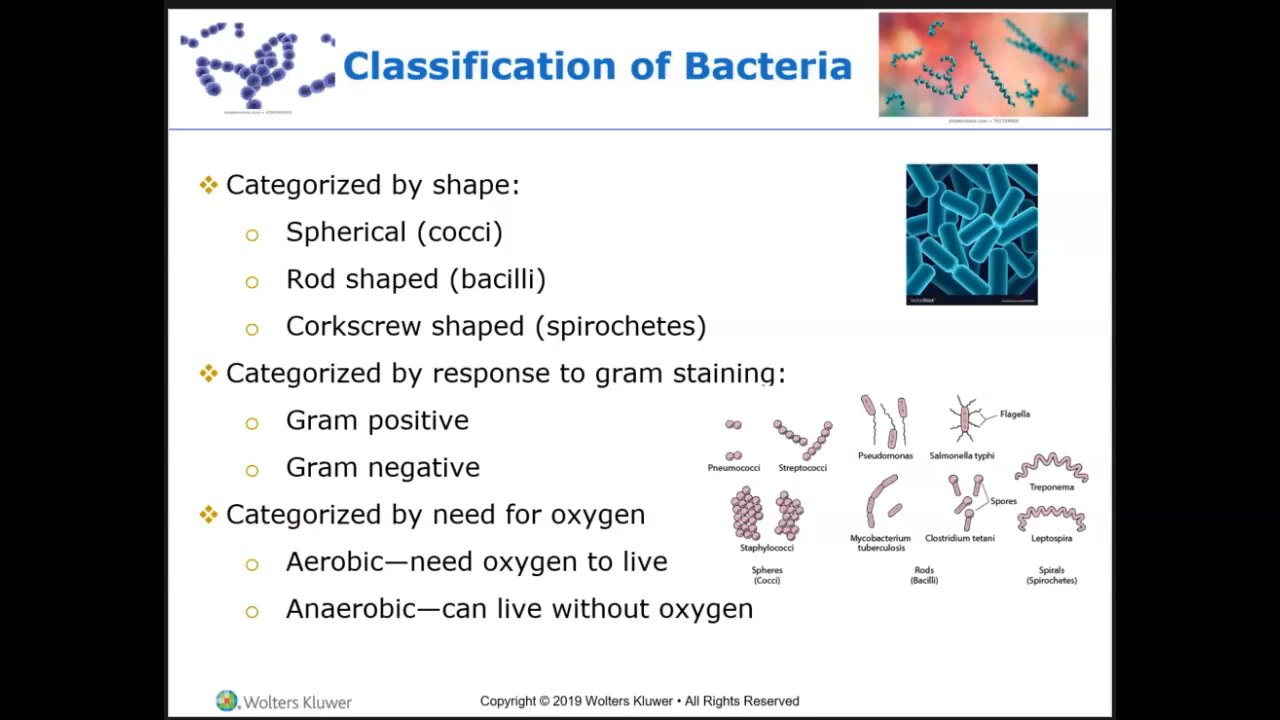 Classification of Bacteria
Categorized by shape:
Spherical (cocci)
Rod shaped (bacilli)
Corkscrew shaped (spirochetes)
Categorized by response to gram staining:
Gram positive
Gram negative
Categorized by need for oxygen
Aerobic—need oxygen to live
Anaerobic—can live without oxygen
Flagella
Pneumococci
Streptococci
Pseudomonas
Salmonella typhi
Treponema
Spores
Staphylococci
Mycobacterium
tuberculosis
Clostridium tetani
Leptospira
Spheres
(Cocci)
Rods
(Bacilli)
Spirals
(Spirochetes)
Wolters Kluwer
Copyright © 2019 Wolters Kluwer • All Rights Reserved